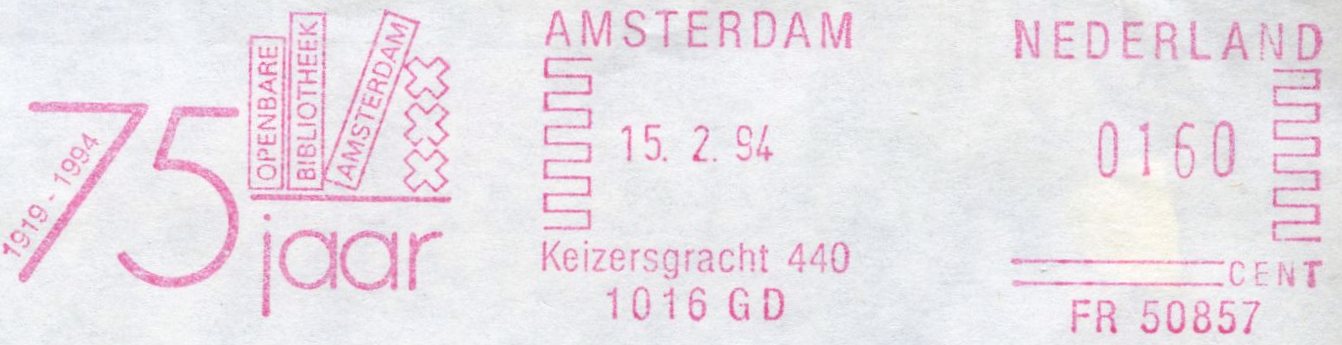 75 jaar
1919 - 1994
OPENBARE
BIBLIOTHEEK
AMSTERDAM
AMSTERDAM
15. 2. 94
Keizersgracht 440
1016 GD
NEDERLAND
0160
CENT
FR 50857